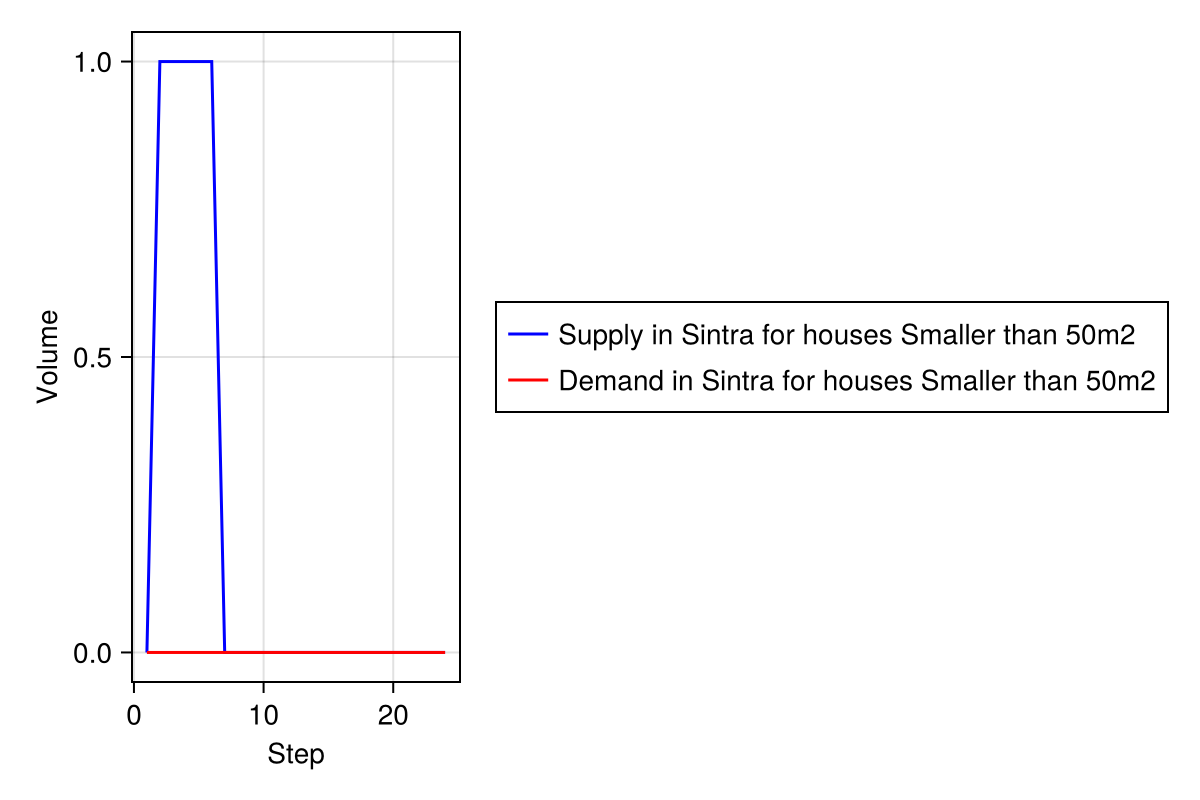 1.0
0.5
0.0
Volume
0
10
20
Step
Supply in Sintra for houses Smaller than 50m2
Demand in Sintra for houses Smaller than 50m2